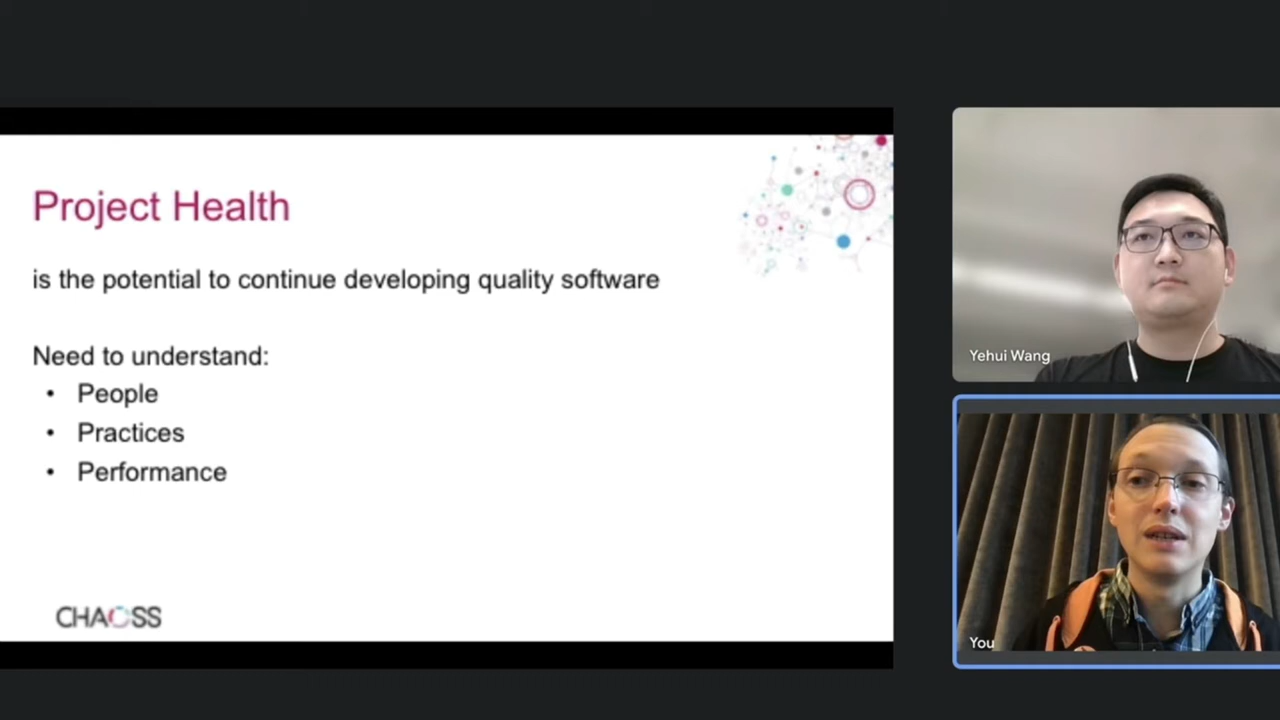 Project Health
is the potential to continue developing quality software
Need to understand:
• People
• Practices
• Performance
CHAOSS
Yehui Wang
You